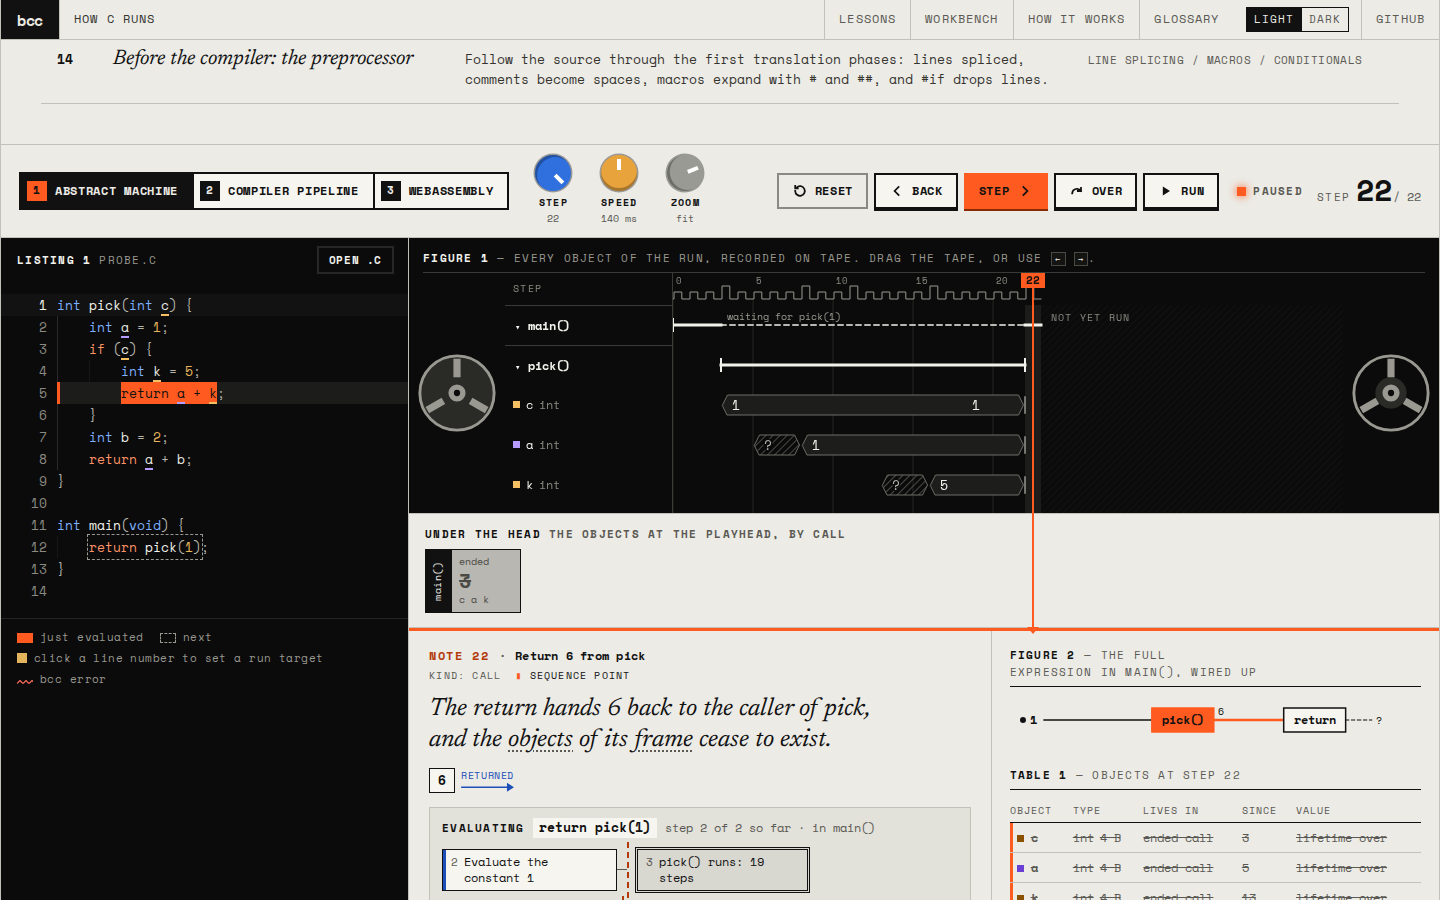 bcc HOW C RUNS LESSONS WORKBENCH HOW IT WORKS GLOSSARY LIGHT DARK GITHUB
14 Before the compiler: the preprocessor Follow the source through the first translation phases: lines spliced, LINE SPLICING / MACROS / CONDITIONALS
comments become spaces, macros expand with # and ##, and #if drops lines.
1 ABSTRACT MACHINE 2 COMPILER PIPELINE 3 WEBASSEMBLY
STEP SPEED ZOOM
22 140 ms fit
RESET BACK STEP OVER RUN PAUSED STEP 22 / 22
LISTING 1 PROBE.C OPEN .C
1 int pick(int c) {
2 int a = 1;
3 if (c) {
4 int k = 5;
5 return a + k;
6 }
7 int b = 2;
8 return a + b;
9 }
10
11 int main(void) {
12 return pick(1);
13 }
14
just evaluated next
click a line number to set a run target
bcc error
FIGURE 1 — EVERY OBJECT OF THE RUN, RECORDED ON TAPE. DRAG THE TAPE, OR USE ← →.
STEP 0 5 10 15 20 22
main() waiting for pick(1) NOT YET RUN
pick()
c int 1 1
a int ? 1
k int ? 5
UNDER THE HEAD THE OBJECTS AT THE PLAYHEAD, BY CALL
main() ended
3
c a k
NOTE 22 · Return 6 from pick
KIND: CALL SEQUENCE POINT
The return hands 6 back to the caller of pick,
and the objects of its frame cease to exist.
6 RETURNED
EVALUATING return pick(1) step 2 of 2 so far · in main()
2 Evaluate the
constant 1
3 pick() runs: 19
steps
FIGURE 2 — THE FULL
EXPRESSION IN MAIN(), WIRED UP
1 pick() 6 return ?
TABLE 1 — OBJECTS AT STEP 22
OBJECT TYPE LIVES IN SINCE VALUE
c int 4 B ended call 3 lifetime over
a int 4 B ended call 5 lifetime over
k int 4 B ended call 13 lifetime over